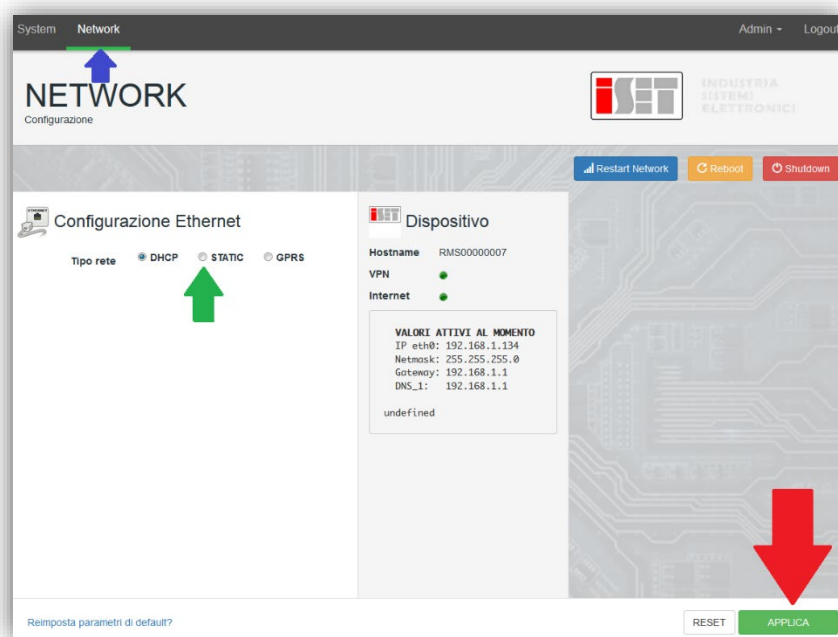 System Network Admin Logout
NETWORK
Configurazione
iSET
INDUSTRIA
SISTEMI
ELETTRONICI
Restart Network Reboot Shutdown
Configurazione Ethernet
Tipo rete DHCP STATIC GPRS
iSET Dispositivo
Hostname RMS00000007
VPN
Internet
VALORI ATTIVI AL MOMENTO
IP eth0: 192.168.1.134
Netmask: 255.255.255.0
Gateway: 192.168.1.1
DNS_1: 192.168.1.1
undefined
Reimposta parametri di default?
RESET APPLICA